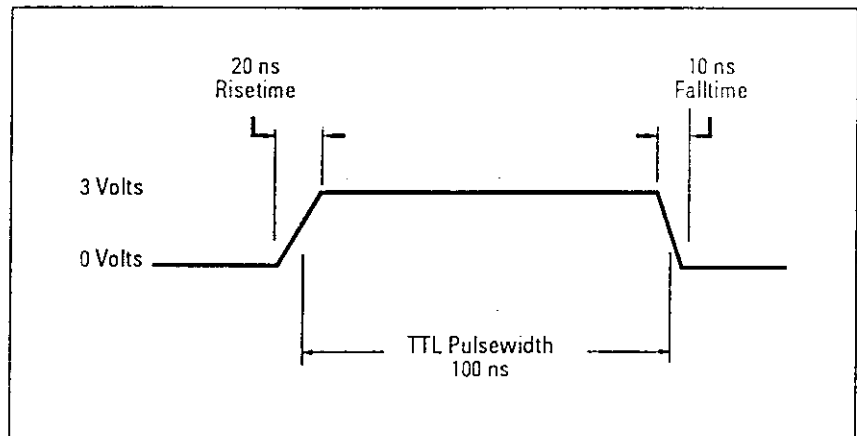 20 ns
Risetime
10 ns
Falltime
3 Volts
0 Volts
TTL Pulsewidth
100 ns